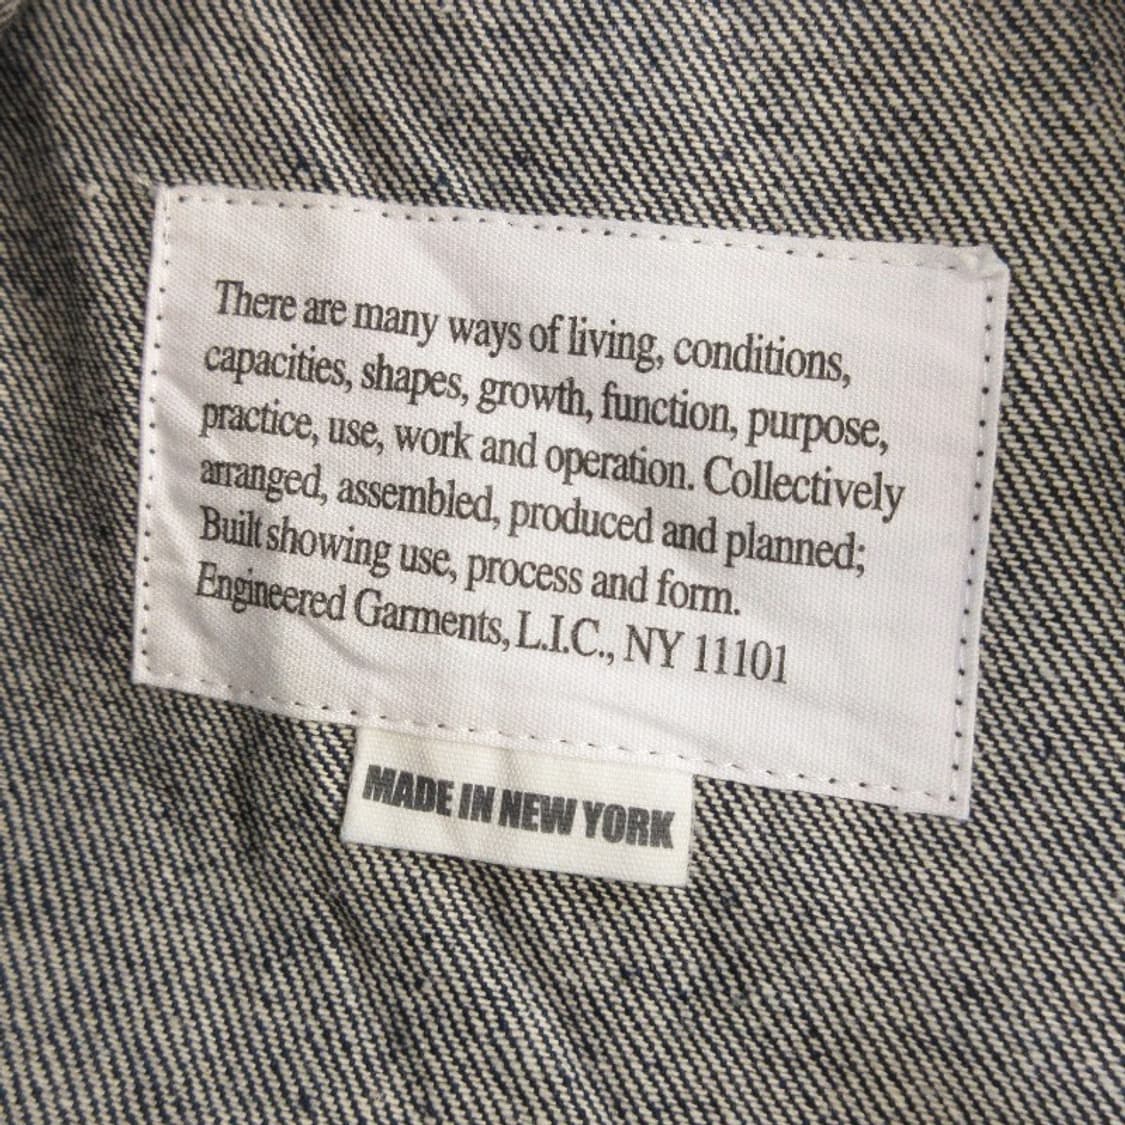 There are many ways of living, conditions,
capacities, shapes, growth, function, purpose,
practice, use, work and operation. Collectively
arranged, assembled, produced and planned;
Built showing use, process and form.
Engineered Garments, L.I.C., NY 11101
MADE IN NEW YORK